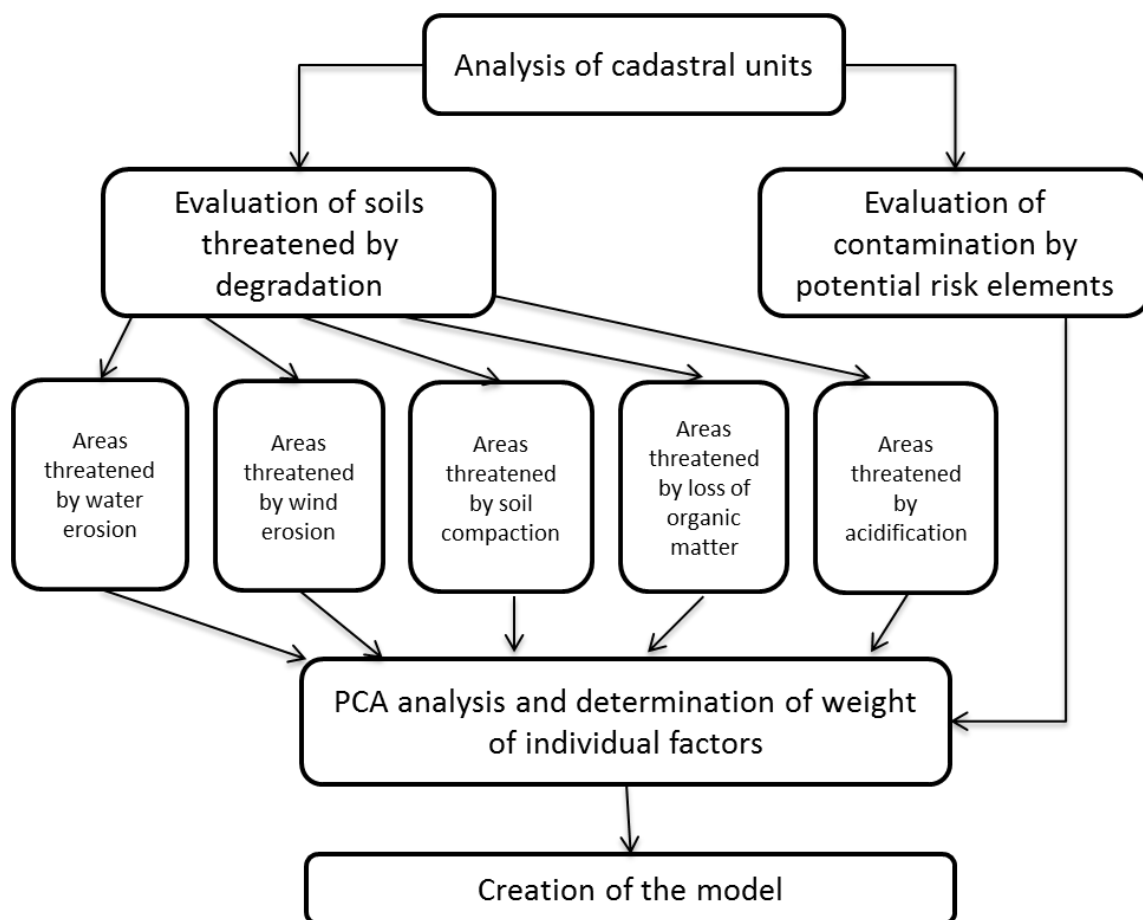 Analysis of cadastral units
Evaluation of soils
threatened by
degradation
Evaluation of
contamination by
potential risk elements
Areas
threatened
by water
erosion
Areas
threatened
by wind
erosion
Areas
threatened
by soil
compaction
Areas
threatened
by loss of
organic
matter
Areas
threatened
by
acidification
PCA analysis and determination of weight
of individual factors
Creation of the model